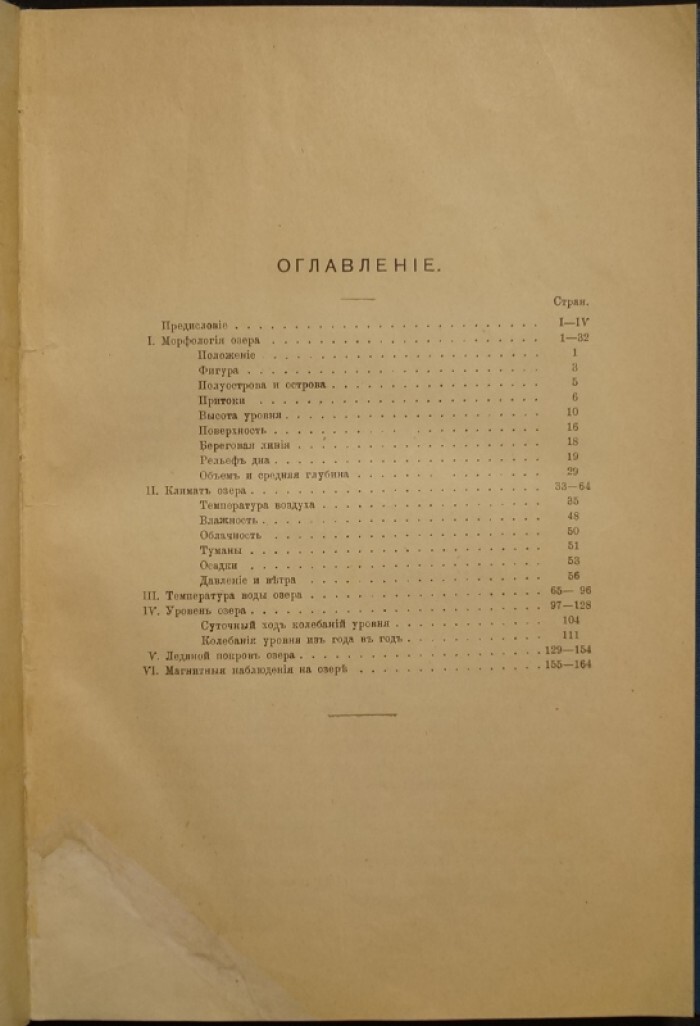 ОГЛАВЛЕНІЕ.
Стран.
Предисловіе . . . . . . . . . . . . . . . . . . . . . . . . . . I—IV
I. Морфологія озера . . . . . . . . . . . . . . . . . . . . . . . 1—32
Положеніе . . . . . . . . . . . . . . . . . . . . . . . 1
Фигура . . . . . . . . . . . . . . . . . . . . . . . . 3
Полуострова и острова . . . . . . . . . . . . . . . . . . 5
Притоки . . . . . . . . . . . . . . . . . . . . . . . . 6
Высота уровня . . . . . . . . . . . . . . . . . . . . . . 10
Поверхность . . . . . . . . . . . . . . . . . . . . . . . 16
Береговая линія . . . . . . . . . . . . . . . . . . . . . 18
Рельефъ дна . . . . . . . . . . . . . . . . . . . . . . . 19
Объемъ и средняя глубина . . . . . . . . . . . . . . . . 29
II. Климатъ озера . . . . . . . . . . . . . . . . . . . . . . . . 33—64
Температура воздуха . . . . . . . . . . . . . . . . . . . 35
Влажность . . . . . . . . . . . . . . . . . . . . . . . . 48
Облачность . . . . . . . . . . . . . . . . . . . . . . . 50
Туманы . . . . . . . . . . . . . . . . . . . . . . . . . 51
Осадки . . . . . . . . . . . . . . . . . . . . . . . . . 53
Давленіе и вѣтра . . . . . . . . . . . . . . . . . . . . 56
III. Температура воды озера . . . . . . . . . . . . . . . . . . . . 65— 96
IV. Уровень озера . . . . . . . . . . . . . . . . . . . . . . . . 97—128
Суточный ходъ колебаній уровня . . . . . . . . . . . . . 104
Колебанія уровня изъ года въ годъ . . . . . . . . . . . . 111
V. Ледяной покровъ озера . . . . . . . . . . . . . . . . . . . . 129—154
VI. Магнитныя наблюденія на озерѣ . . . . . . . . . . . . . . . . 155—164